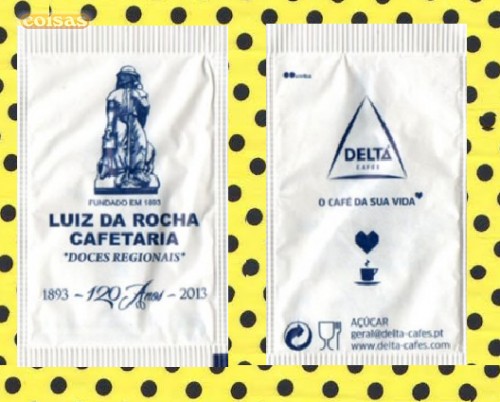 coisas
FUNDADO EM 1893
LUIZ DA ROCHA
CAFETARIA
"DOCES REGIONAIS"
1893 - 120 Anos - 2013
DELTA
CAFÉS
O CAFÉ DA SUA VIDA
AÇÚCAR
geral@delta-cafes.pt
www.delta-cafes.com